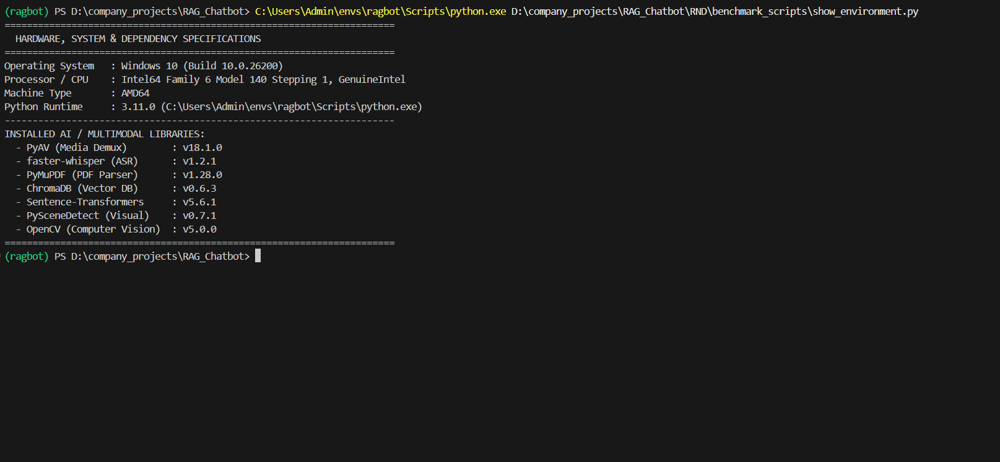 (ragbot) PS D:\company_projects\RAG_Chatbot> C:\Users\Admin\envs\ragbot\Scripts\python.exe D:\company_projects\RAG_Chatbot\RND\benchmark_scripts\show_environment.py
======================================================================
  HARDWARE, SYSTEM & DEPENDENCY SPECIFICATIONS
======================================================================
Operating System   : Windows 10 (Build 10.0.26200)
Processor / CPU    : Intel64 Family 6 Model 140 Stepping 1, GenuineIntel
Machine Type       : AMD64
Python Runtime     : 3.11.0 (C:\Users\Admin\envs\ragbot\Scripts\python.exe)
----------------------------------------------------------------------
INSTALLED AI / MULTIMODAL LIBRARIES:
  - PyAV (Media Demux)        : v18.1.0
  - faster-whisper (ASR)      : v1.2.1
  - PyMuPDF (PDF Parser)      : v1.28.0
  - ChromaDB (Vector DB)      : v0.6.3
  - Sentence-Transformers     : v5.6.1
  - PySceneDetect (Visual)    : v0.7.1
  - OpenCV (Computer Vision)  : v5.0.0
======================================================================
(ragbot) PS D:\company_projects\RAG_Chatbot>